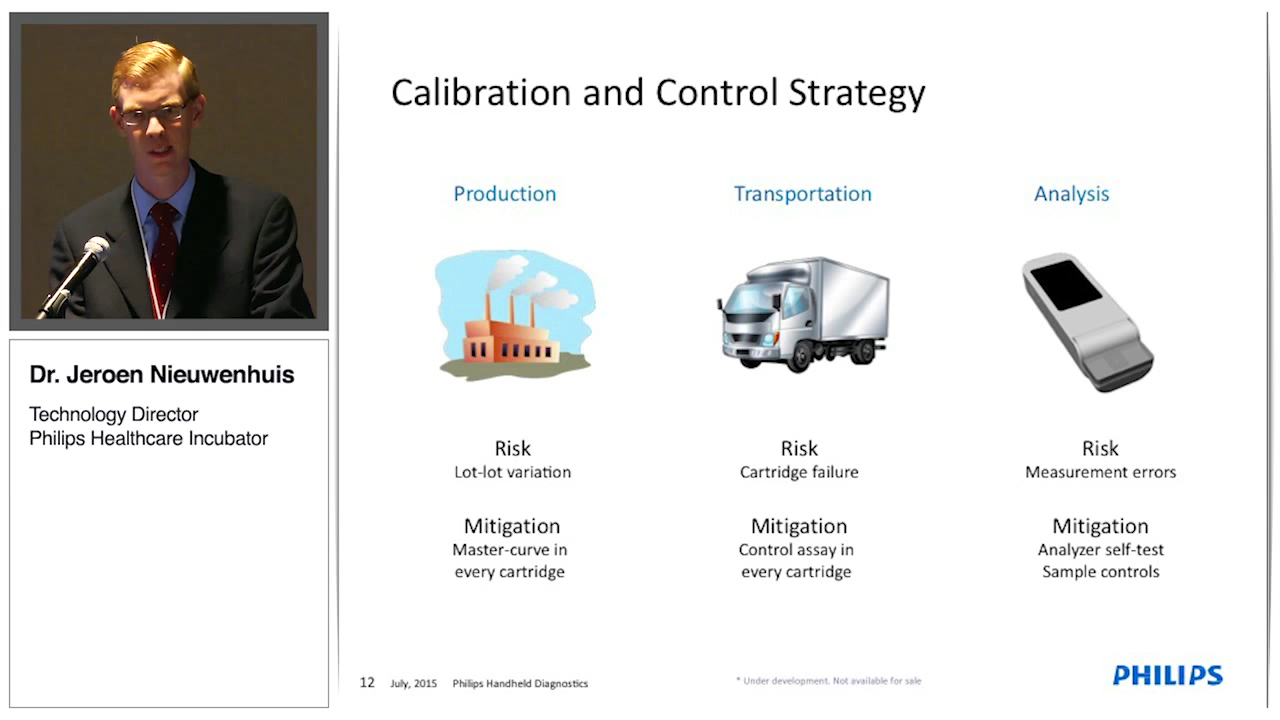 Dr. Jeroen Nieuwenhuis
Technology Director
Philips Healthcare Incubator
Calibration and Control Strategy
Production
Transportation
Analysis
Risk
Lot-lot variation
Risk
Cartridge failure
Risk
Measurement errors
Mitigation
Master-curve in
every cartridge
Mitigation
Control assay in
every cartridge
Mitigation
Analyzer self-test
Sample controls
12 July, 2015 Philips Handheld Diagnostics
* Under development. Not available for sale
PHILIPS